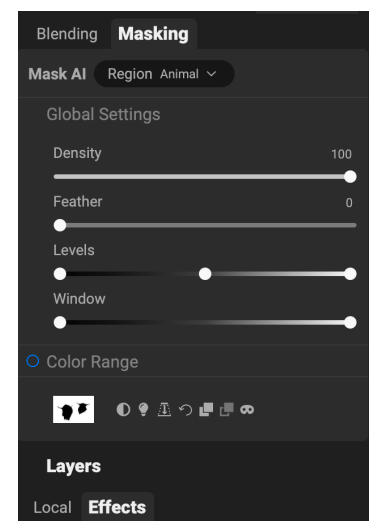 Blending Masking
Mask AI Region Animal
Global Settings
Density 100
Feather 0
Levels
Window
Color Range
Layers
Local Effects